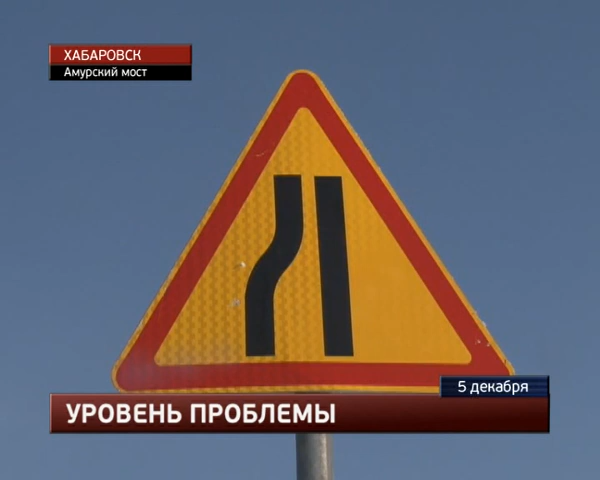 ХАБАРОВСК
Амурский мост
5 декабря
УРОВЕНЬ ПРОБЛЕМЫ